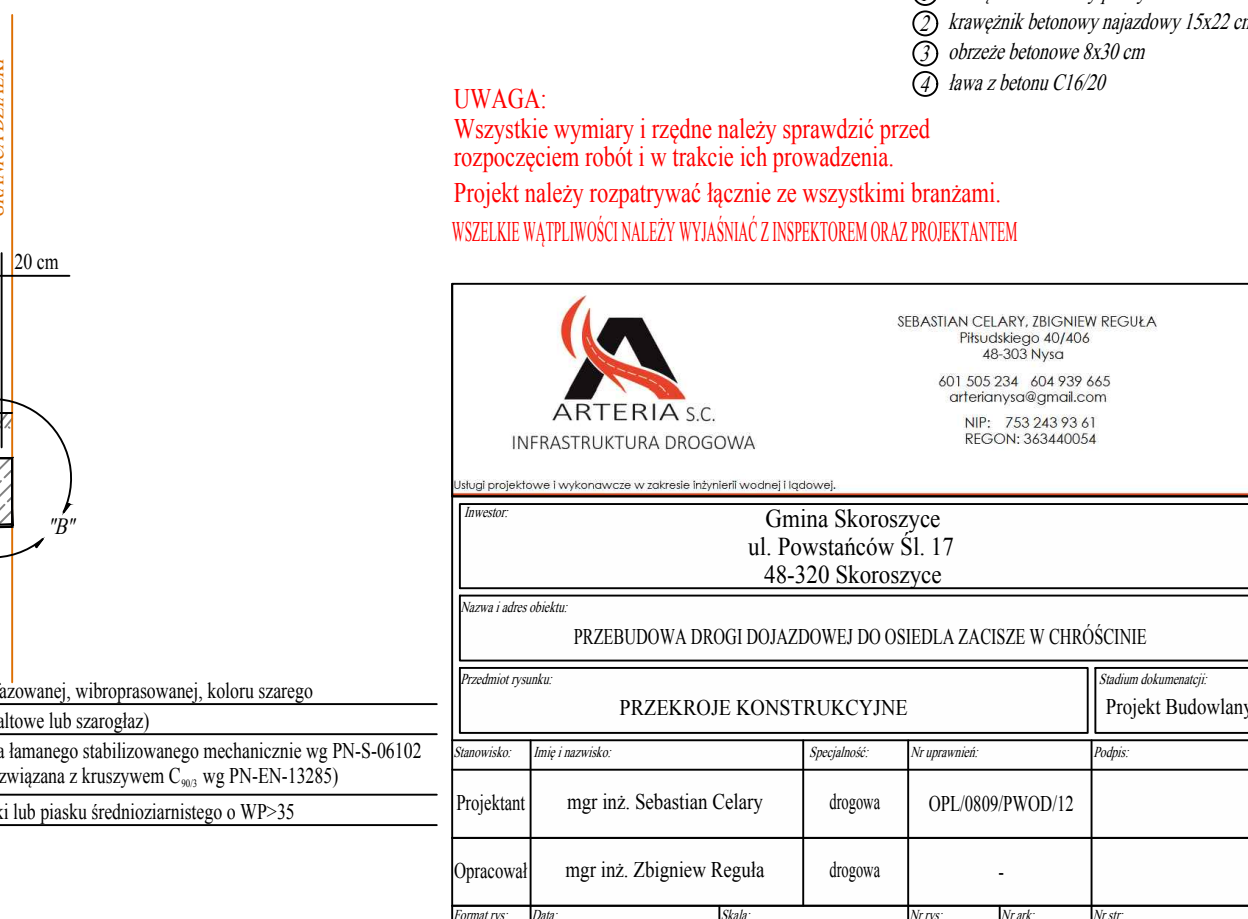 ② krawężnik betonowy najazdowy 15x22 cm
③ obrzeże betonowe 8x30 cm
④ ława z betonu C16/20
UWAGA:
Wszystkie wymiary i rzędne należy sprawdzić przed
rozpoczęciem robót i w trakcie ich prowadzenia.
Projekt należy rozpatrywać łącznie ze wszystkimi branżami.
WSZELKIE WĄTPLIWOŚCI NALEŻY WYJAŚNIAĆ Z INSPEKTOREM ORAZ PROJEKTANTEM
20 cm
"B"
ARTERIA S.C.
INFRASTRUKTURA DROGOWA
SEBASTIAN CELARY, ZBIGNIEW REGUŁA
Piłsudskiego 40/406
48-303 Nysa
601 505 234 604 939 665
arterianysa@gmail.com
NIP: 753 243 93 61
REGON: 363440054
Usługi projektowe i wykonawcze w zakresie inżynierii wodnej i lądowej.
Inwestor:
Gmina Skoroszyce
ul. Powstańców Śl. 17
48-320 Skoroszyce
Nazwa i adres obiektu:
PRZEBUDOWA DROGI DOJAZDOWEJ DO OSIEDLA ZACISZE W CHRÓŚCINIE
Przedmiot rysunku:
PRZEKROJE KONSTRUKCYJNE
Stadium dokumenatcji:
Projekt Budowlany
azowanej, wibroprasowanej, koloru szarego
altowe lub szarogłaz)
a łamanego stabilizowanego mechanicznie wg PN-S-06102
związana z kruszywem C90/3 wg PN-EN-13285)
ki lub piasku średnioziarnistego o WP>35
Stanowisko: Imię i nazwisko: Specjalność: Nr uprawnień: Podpis:
Projektant mgr inż. Sebastian Celary drogowa OPL/0809/PWOD/12
Opracował mgr inż. Zbigniew Reguła drogowa -
Format rys: Data: Skala: Nr rys: Nr ark: Nr str: